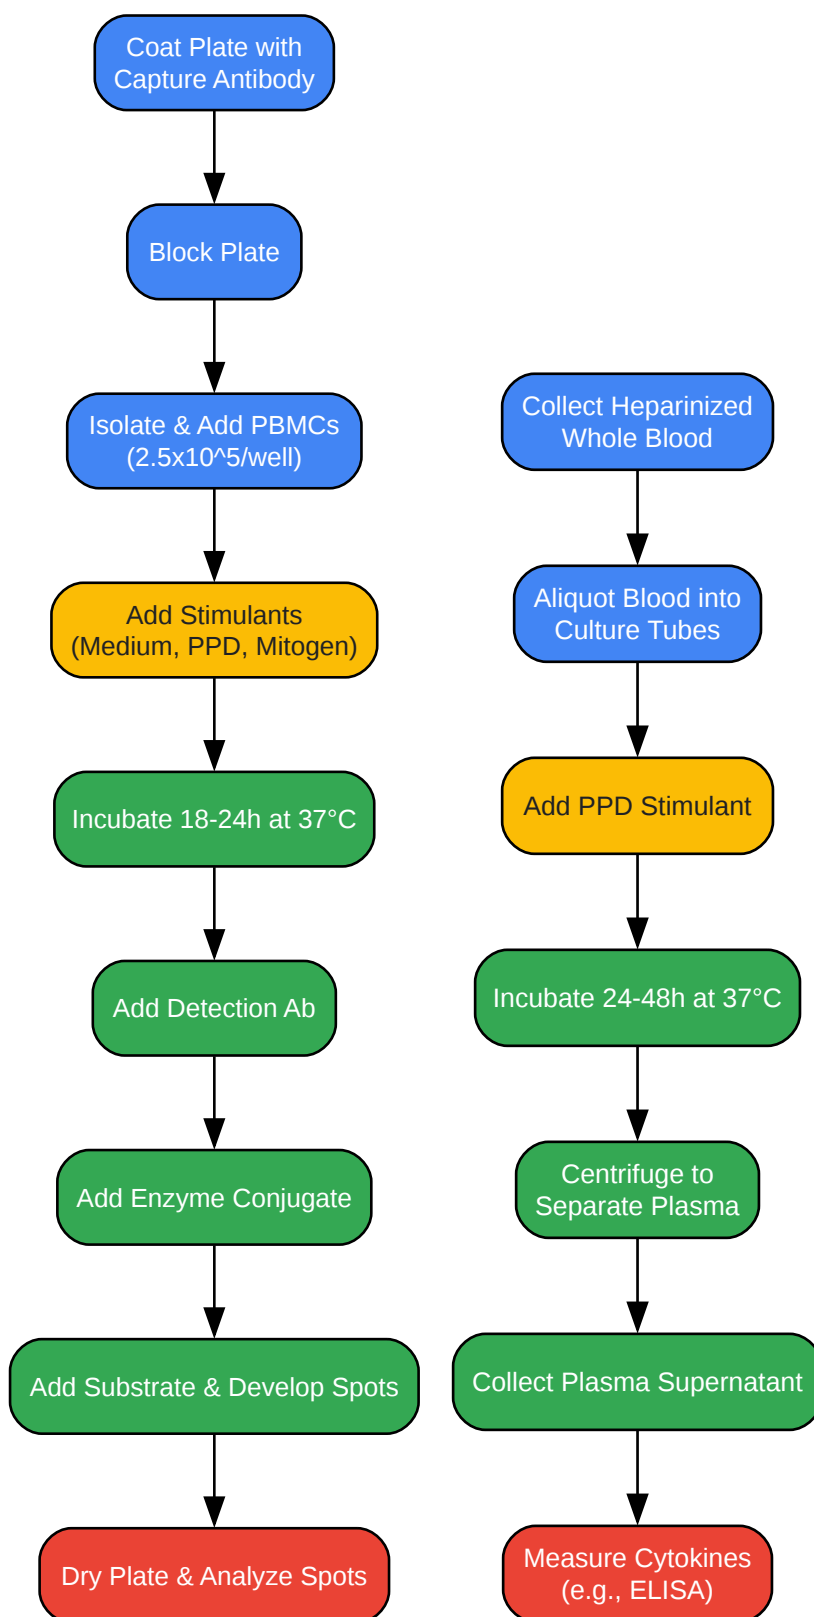 Coat Plate with
Capture Antibody
Block Plate
Isolate & Add PBMCs
(2.5x10^5/well)
Add Stimulants
(Medium, PPD, Mitogen)
Incubate 18-24h at 37°C
Add Detection Ab
Add Enzyme Conjugate
Add Substrate & Develop Spots
Dry Plate & Analyze Spots
Collect Heparinized
Whole Blood
Aliquot Blood into
Culture Tubes
Add PPD Stimulant
Incubate 24-48h at 37°C
Centrifuge to
Separate Plasma
Collect Plasma Supernatant
Measure Cytokines
(e.g., ELISA)